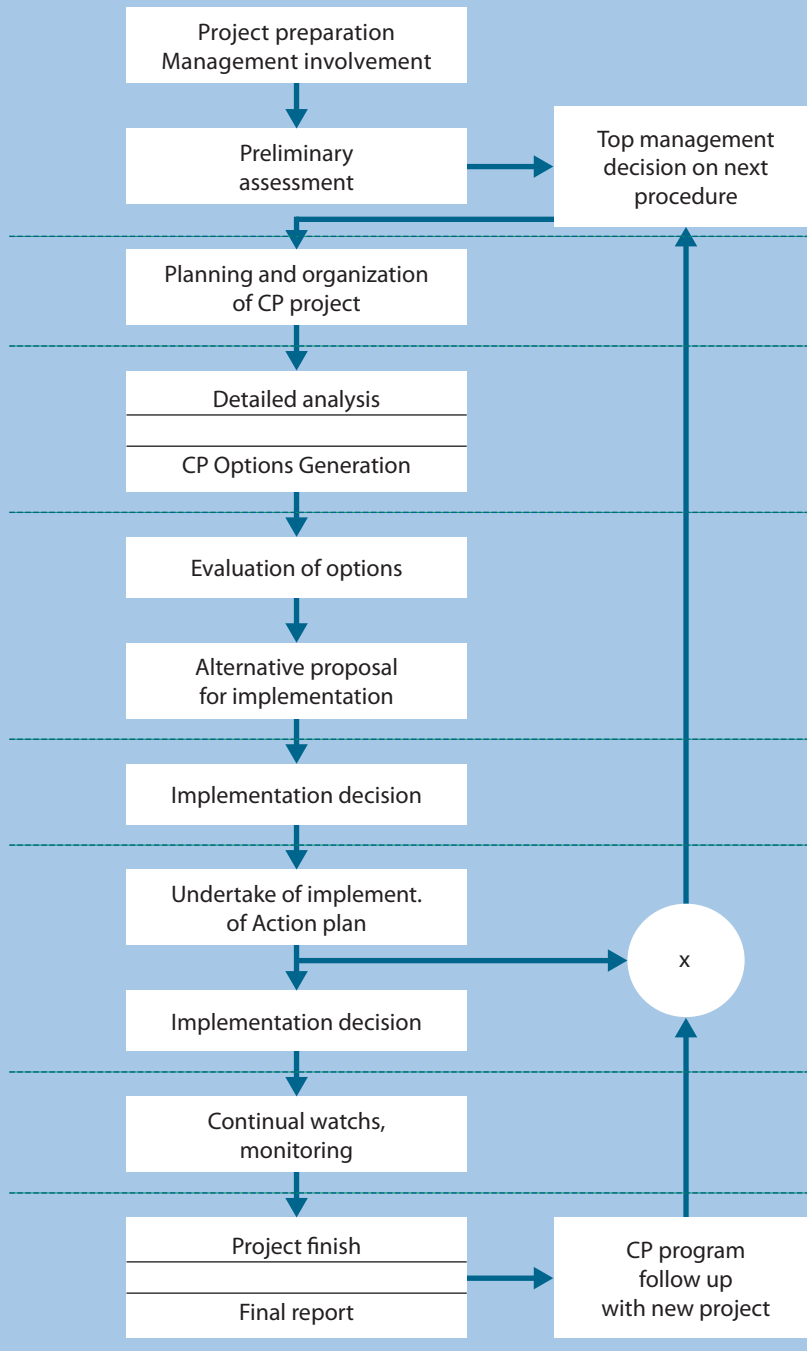 Project preparation
Management involvement
Preliminary
assessment
Top management
decision on next
procedure
Planning and organization
of CP project
Detailed analysis
CP Options Generation
Evaluation of options
Alternative proposal
for implementation
Implementation decision
Undertake of implement.
of Action plan
x
Implementation decision
Continual watchs,
monitoring
Project finish
Final report
CP program
follow up
with new project